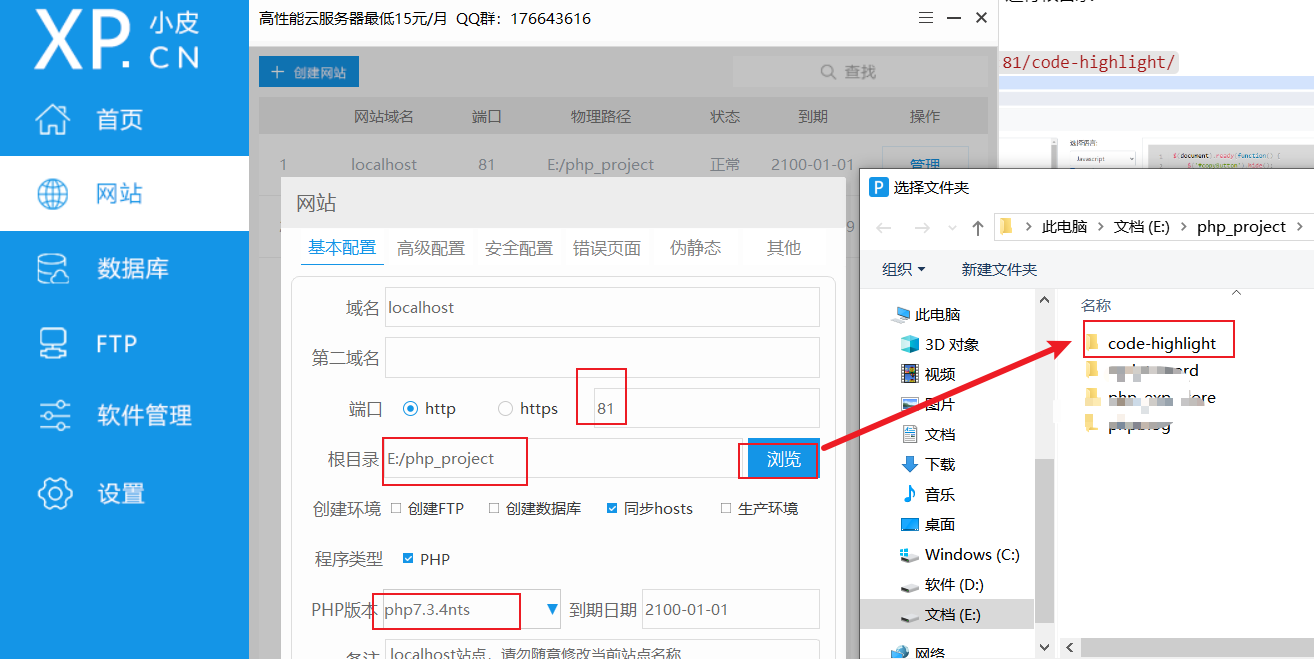 XP. 小皮 CN
首页
网站
数据库
FTP
软件管理
设置
高性能云服务器最低15元/月 QQ群：176643616
+ 创建网站
查找
网站域名 端口 物理路径 状态 到期 操作
1 localhost 81 E:/php_project 正常 2100-01-01 管理
网站
基本配置 高级配置 安全配置 错误页面 伪静态 其他
域名 localhost
第二域名
端口 http https 81
根目录 E:/php_project 浏览
创建环境 创建FTP 创建数据库 同步hosts 生产环境
程序类型 PHP
PHP版本 php7.3.4nts 到期日期 2100-01-01
备注 localhost站点，请勿随意修改当前站点名称
81/code-highlight/
选择语言:
Javascript
1 $(document).ready(function() {
$('#copyButton').hide();
选择文件夹
此电脑 > 文档 (E:) > php_project >
组织 新建文件夹
名称
此电脑
3D 对象
视频
图片
文档
下载
音乐
桌面
Windows (C:)
软件 (D:)
文档 (E:)
网络
code-highlight